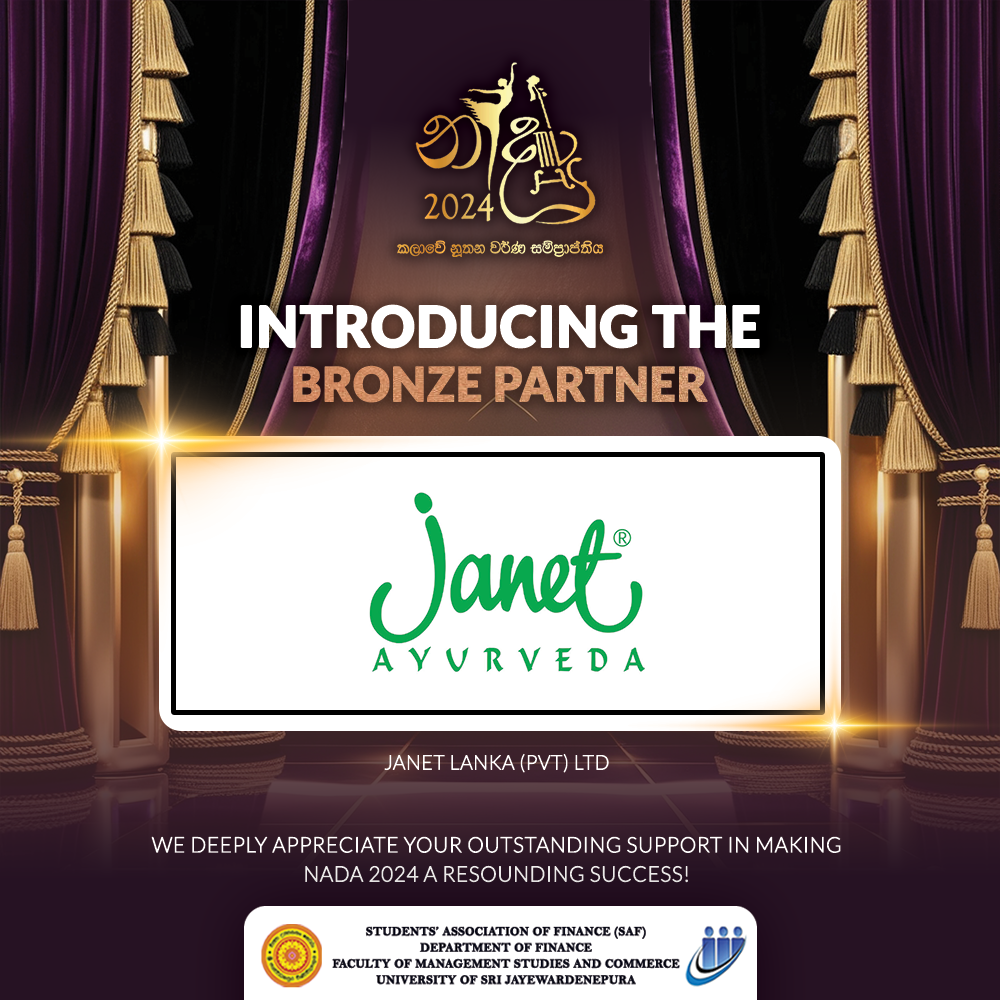 නාද
2024
කලාවේ නූතන වර්ණ සම්ප්‍රාප්තිය
INTRODUCING THE
BRONZE PARTNER
Janet®
AYURVEDA
JANET LANKA (PVT) LTD
WE DEEPLY APPRECIATE YOUR OUTSTANDING SUPPORT IN MAKING
NADA 2024 A RESOUNDING SUCCESS!
STUDENTS' ASSOCIATION OF FINANCE (SAF)
DEPARTMENT OF FINANCE
FACULTY OF MANAGEMENT STUDIES AND COMMERCE
UNIVERSITY OF SRI JAYEWARDENEPURA